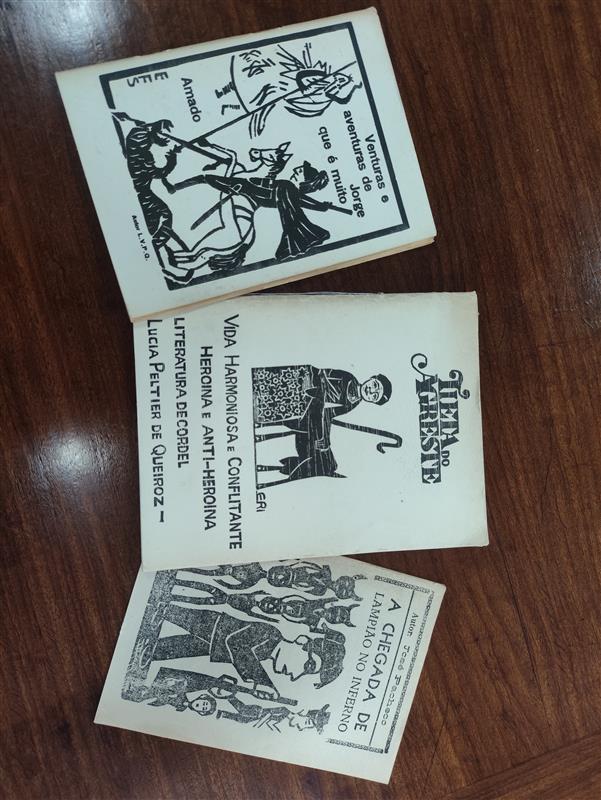 Venturas e
aventuras de
Jorge
que é muito
Amado
Autor L.V.P.Q.
TIETA DO
AGRESTE
ERI
VIDA HARMONIOSA E CONFLITANTE
HEROINA E ANTI-HEROINA
LITERATURA DE CORDEL
LUCIA PELTIER DE QUEIROZ –
Autor: José Pacheco
A CHEGADA DE
LAMPIÃO NO INFERNO